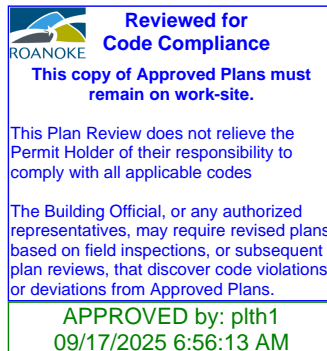 Reviewed for
ROANOKE Code Compliance
This copy of Approved Plans must
remain on work-site.
This Plan Review does not relieve the
Permit Holder of their responsibility to
comply with all applicable codes
The Building Official, or any authorized
representatives, may require revised plans
based on field inspections, or subsequent
plan reviews, that discover code violations
or deviations from Approved Plans.
APPROVED by: plth1
09/17/2025 6:56:13 AM